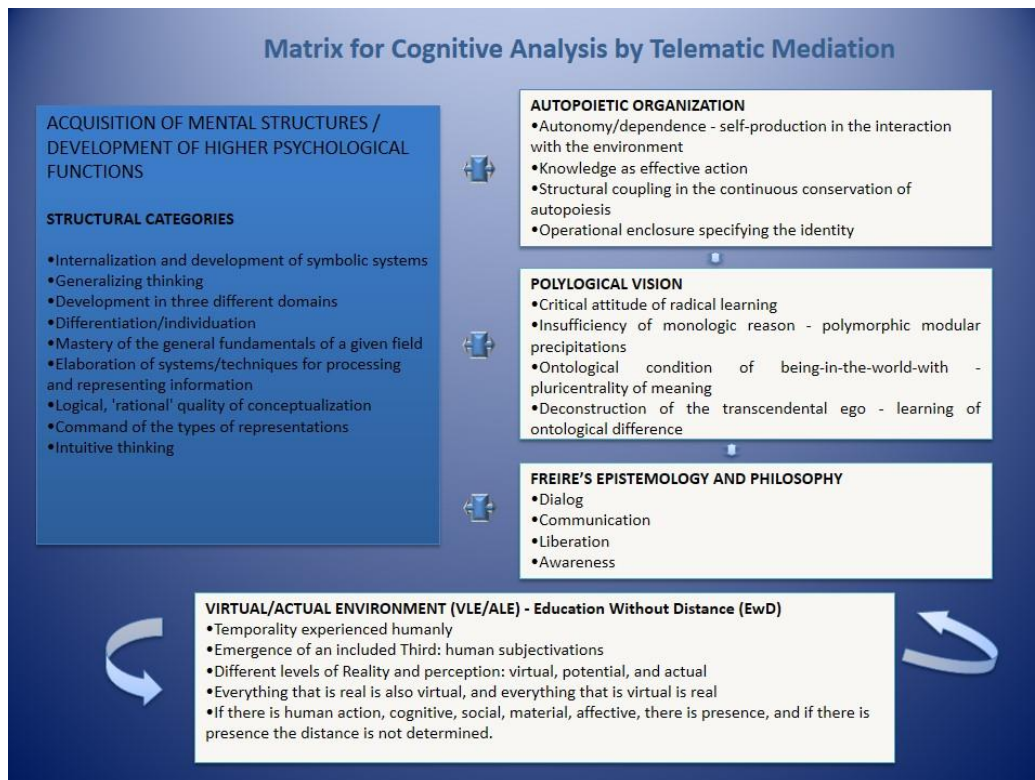 Matrix for Cognitive Analysis by Telematic Mediation
ACQUISITION OF MENTAL STRUCTURES /
DEVELOPMENT OF HIGHER PSYCHOLOGICAL
FUNCTIONS
STRUCTURAL CATEGORIES
•Internalization and development of symbolic systems
•Generalizing thinking
•Development in three different domains
•Differentiation/individuation
•Mastery of the general fundamentals of a given field
•Elaboration of systems/techniques for processing
and representing information
•Logical, 'rational' quality of conceptualization
•Command of the types of representations
•Intuitive thinking
AUTOPOIETIC ORGANIZATION
•Autonomy/dependence - self-production in the interaction
with the environment
•Knowledge as effective action
•Structural coupling in the continuous conservation of
autopoiesis
•Operational enclosure specifying the identity
POLYLOGICAL VISION
•Critical attitude of radical learning
•Insufficiency of monologic reason - polymorphic modular
precipitations
•Ontological condition of being-in-the-world-with -
pluricentrality of meaning
•Deconstruction of the transcendental ego - learning of
ontological difference
FREIRE'S EPISTEMOLOGY AND PHILOSOPHY
•Dialog
•Communication
•Liberation
•Awareness
VIRTUAL/ACTUAL ENVIRONMENT (VLE/ALE) - Education Without Distance (EwD)
•Temporality experienced humanly
•Emergence of an included Third: human subjectivations
•Different levels of Reality and perception: virtual, potential, and actual
•Everything that is real is also virtual, and everything that is virtual is real
•If there is human action, cognitive, social, material, affective, there is presence, and if there is
presence the distance is not determined.